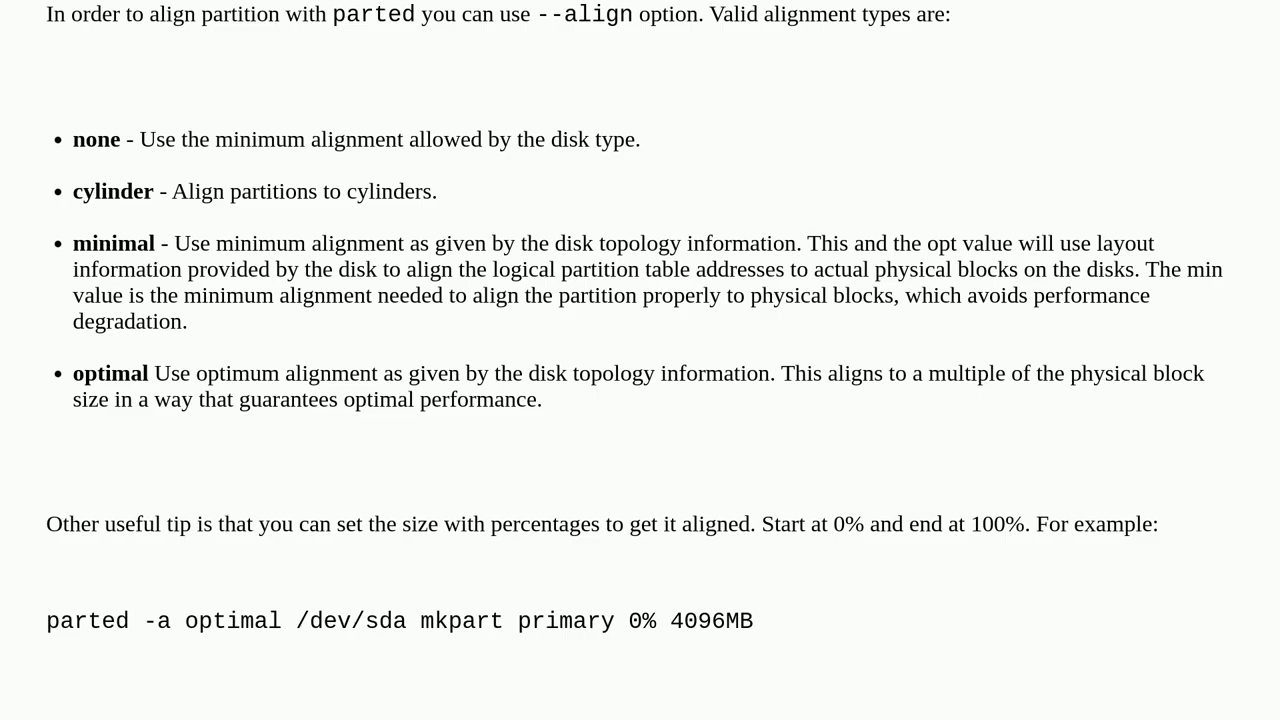 In order to align partition with parted you can use --align option. Valid alignment types are:
• none - Use the minimum alignment allowed by the disk type.
• cylinder - Align partitions to cylinders.
• minimal - Use minimum alignment as given by the disk topology information. This and the opt value will use layout
information provided by the disk to align the logical partition table addresses to actual physical blocks on the disks. The min
value is the minimum alignment needed to align the partition properly to physical blocks, which avoids performance
degradation.
• optimal Use optimum alignment as given by the disk topology information. This aligns to a multiple of the physical block
size in a way that guarantees optimal performance.
Other useful tip is that you can set the size with percentages to get it aligned. Start at 0% and end at 100%. For example:
parted -a optimal /dev/sda mkpart primary 0% 4096MB